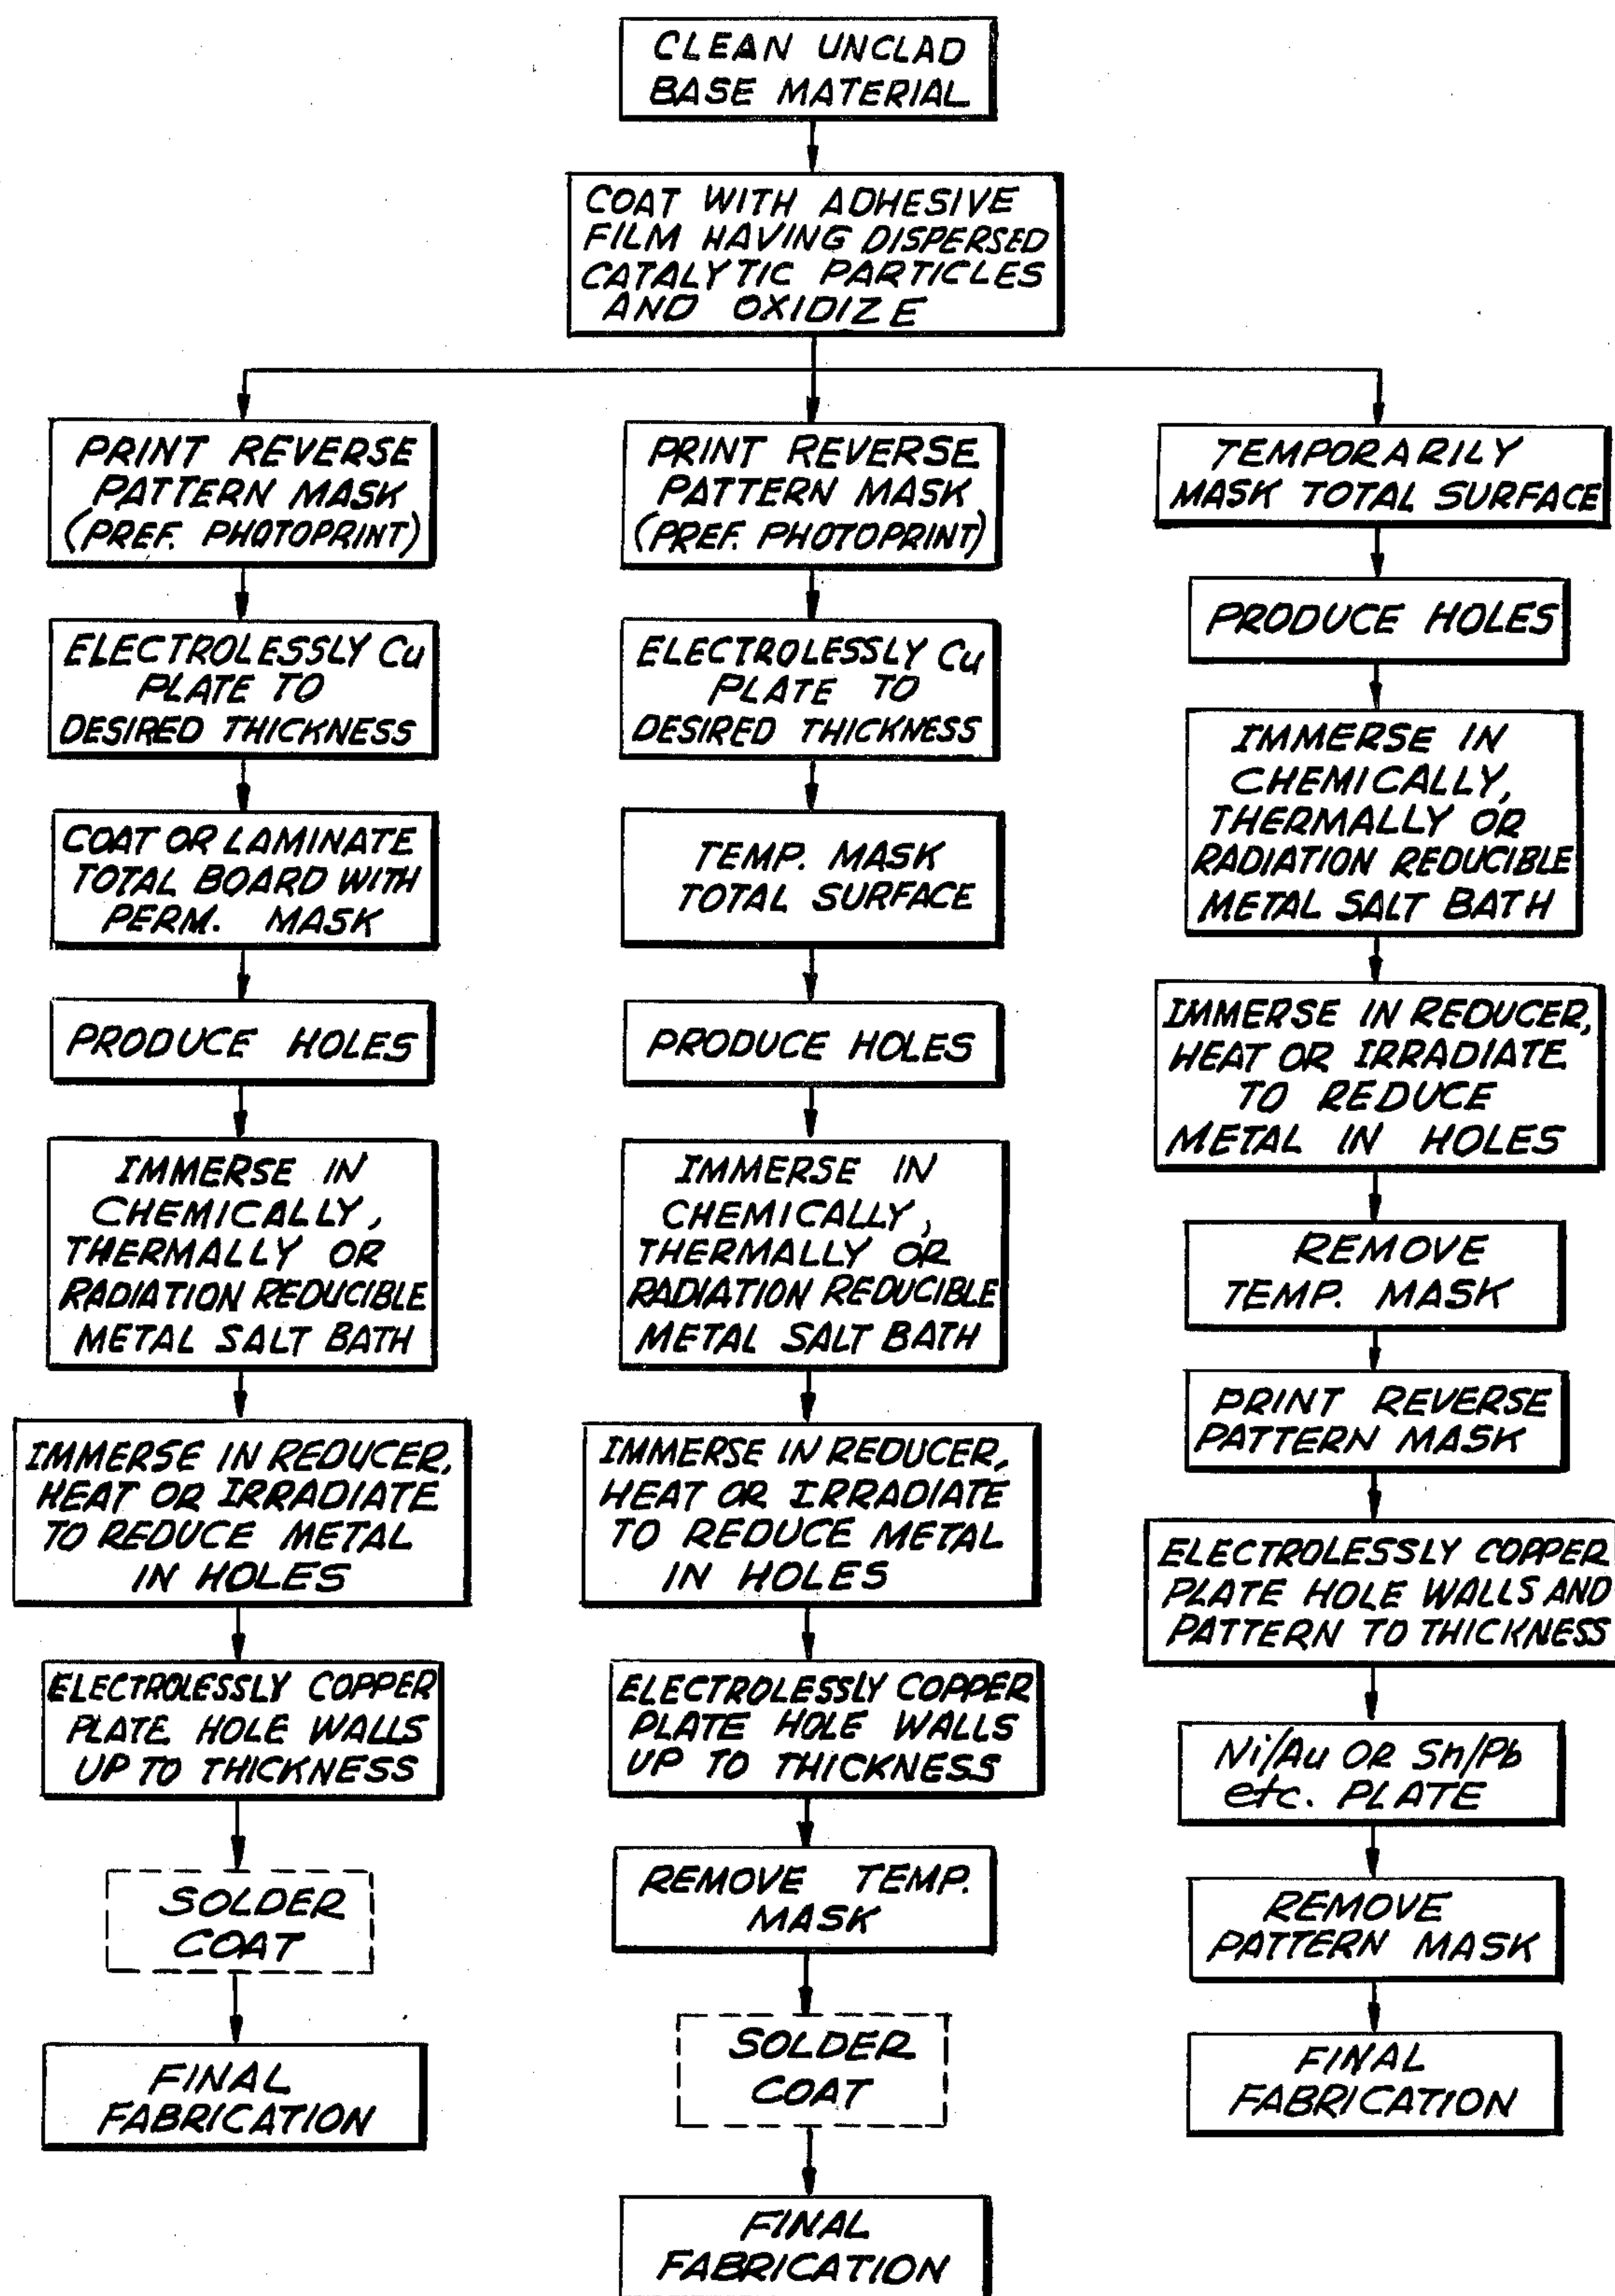 CLEAN UNCLAD
BASE MATERIAL
COAT WITH ADHESIVE
FILM HAVING DISPERSED
CATALYTIC PARTICLES
AND OXIDIZE
PRINT REVERSE
PATTERN MASK
(PREF. PHOTOPRINT)
ELECTROLESSLY Cu
PLATE TO
DESIRED THICKNESS
COAT OR LAMINATE
TOTAL BOARD WITH
PERM. MASK
PRODUCE HOLES
IMMERSE IN
CHEMICALLY,
THERMALLY OR
RADIATION REDUCIBLE
METAL SALT BATH
IMMERSE IN REDUCER,
HEAT OR IRRADIATE
TO REDUCE METAL
IN HOLES
ELECTROLESSLY COPPER
PLATE HOLE WALLS
UP TO THICKNESS
SOLDER
COAT
FINAL
FABRICATION
PRINT REVERSE
PATTERN MASK
(PREF. PHOTOPRINT)
ELECTROLESSLY Cu
PLATE TO
DESIRED THICKNESS
TEMP. MASK
TOTAL SURFACE
PRODUCE HOLES
IMMERSE IN
CHEMICALLY,
THERMALLY OR
RADIATION REDUCIBLE
METAL SALT BATH
IMMERSE IN REDUCER,
HEAT OR IRRADIATE
TO REDUCE METAL
IN HOLES
ELECTROLESSLY COPPER
PLATE HOLE WALLS
UP TO THICKNESS
REMOVE TEMP.
MASK
SOLDER
COAT
FINAL
FABRICATION
TEMPORARILY
MASK TOTAL SURFACE
PRODUCE HOLES
IMMERSE IN
CHEMICALLY,
THERMALLY OR
RADIATION REDUCIBLE
METAL SALT BATH
IMMERSE IN REDUCER,
HEAT OR IRRADIATE
TO REDUCE
METAL IN HOLES
REMOVE
TEMP. MASK
PRINT REVERSE
PATTERN MASK
ELECTROLESSLY COPPER
PLATE HOLE WALLS AND
PATTERN TO THICKNESS
Ni/Au OR Sn/Pb
etc. PLATE
REMOVE
PATTERN MASK
FINAL
FABRICATION